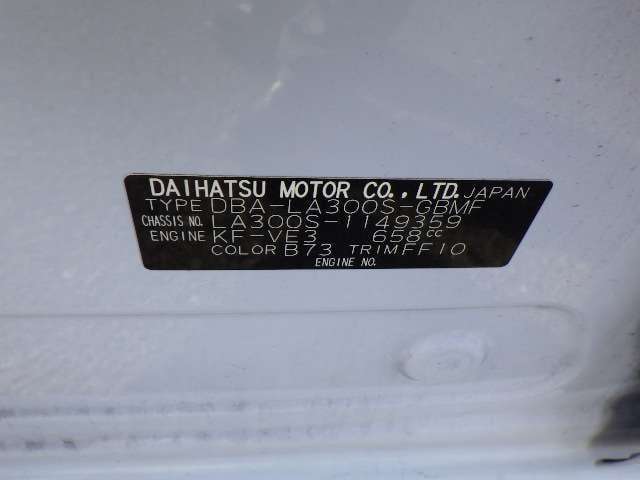 DAIHATSU MOTOR CO., LTD. JAPAN
TYPE DBA-LA300S-GBMF
CHASSIS NO. LA300S-1149359
ENGINE KF-VE3 658cc
COLOR B73 TRIM FF10
ENGINE NO.